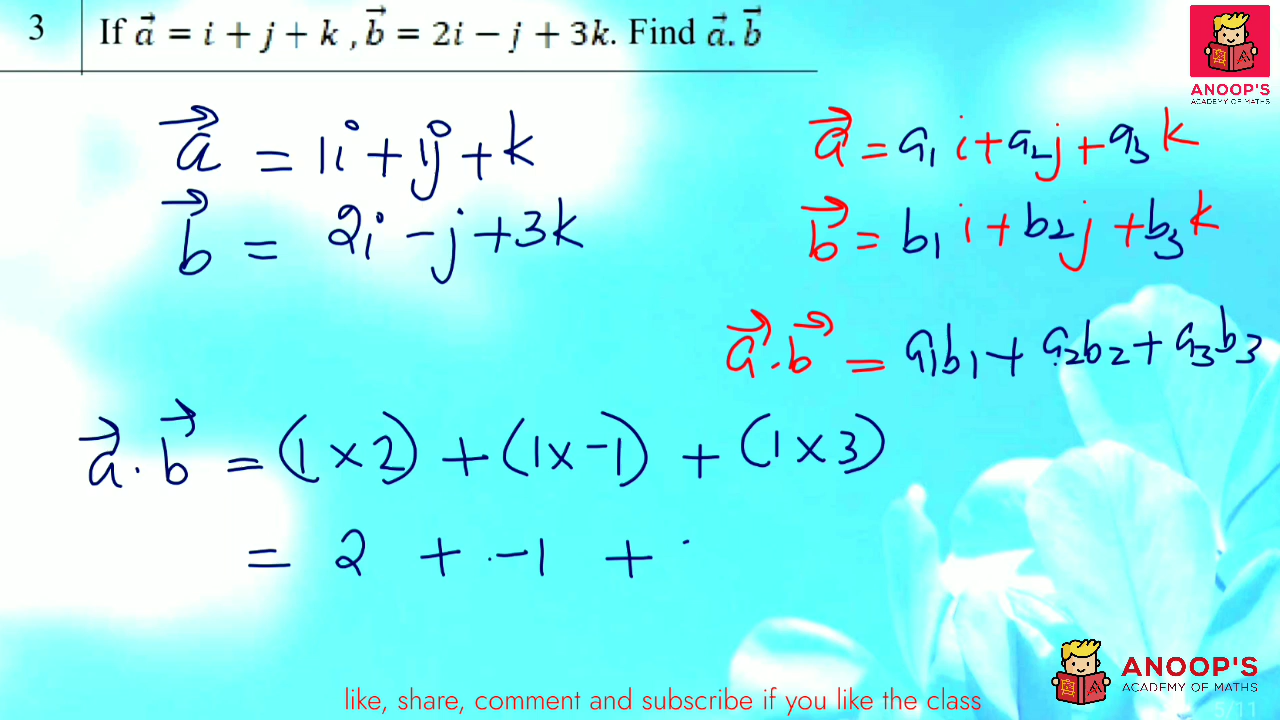 3 If a⃗ = i + j + k , b⃗ = 2i − j + 3k. Find a⃗. b⃗
ANOOP'S
ACADEMY OF MATHS
a⃗ = 1i + 1j + k
a⃗ = a₁ i + a₂ j + a₃ k
b⃗ = 2i − j + 3k
b⃗ = b₁ i + b₂ j + b₃ k
a⃗ . b⃗ = a₁b₁ + a₂b₂ + a₃b₃
a⃗ . b⃗ = (1 × 2) + (1 × −1) + (1 × 3)
= 2 + −1 +
ANOOP'S
ACADEMY OF MATHS
like, share, comment and subscribe if you like the class
5/11